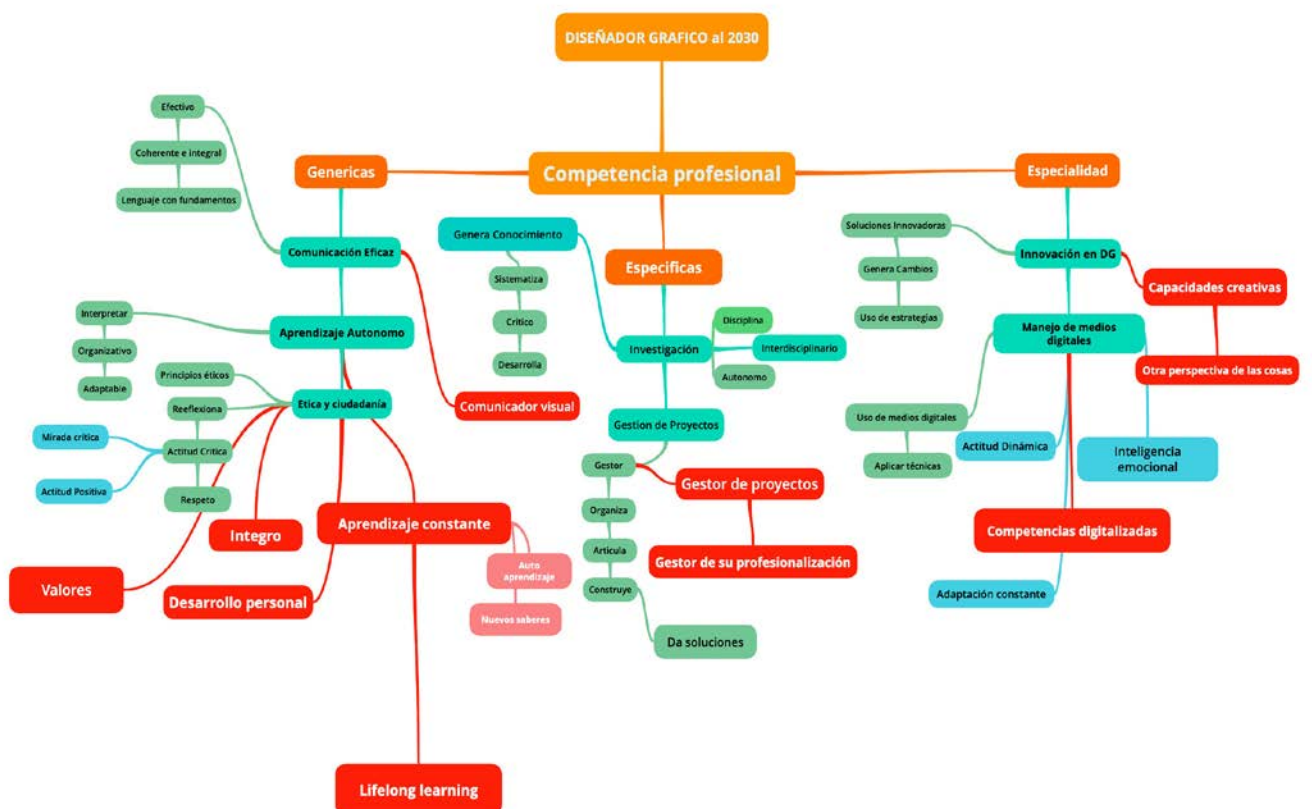 DISEÑADOR GRAFICO al 2030
Competencia profesional
Genericas
Efectivo
Coherente e integral
Lenguaje con fundamentos
Comunicación Eficaz
Comunicador visual
Aprendizaje Autonomo
Interpretar
Organizativo
Adaptable
Etica y ciudadanía
Principios éticos
Reeflexiona
Actitud Crítica
Respeto
Mirada crítica
Actitud Positiva
Valores
Integro
Desarrollo personal
Aprendizaje constante
Auto
aprendizaje
Nuevos saberes
Lifelong learning
Especificas
Genera Conocimiento
Sistematiza
Crítico
Desarrolla
Investigación
Disciplina
Interdisciplinario
Autonomo
Gestion de Proyectos
Gestor
Organiza
Articula
Construye
Da soluciones
Gestor de proyectos
Gestor de su profesionalización
Especialidad
Soluciones Innovadoras
Genera Cambios
Uso de estrategias
Innovación en DG
Capacidades creativas
Otra perspectiva de las cosas
Manejo de medios
digitales
Uso de medios digitales
Aplicar técnicas
Actitud Dinámica
Inteligencia
emocional
Competencias digitalizadas
Adaptación constante